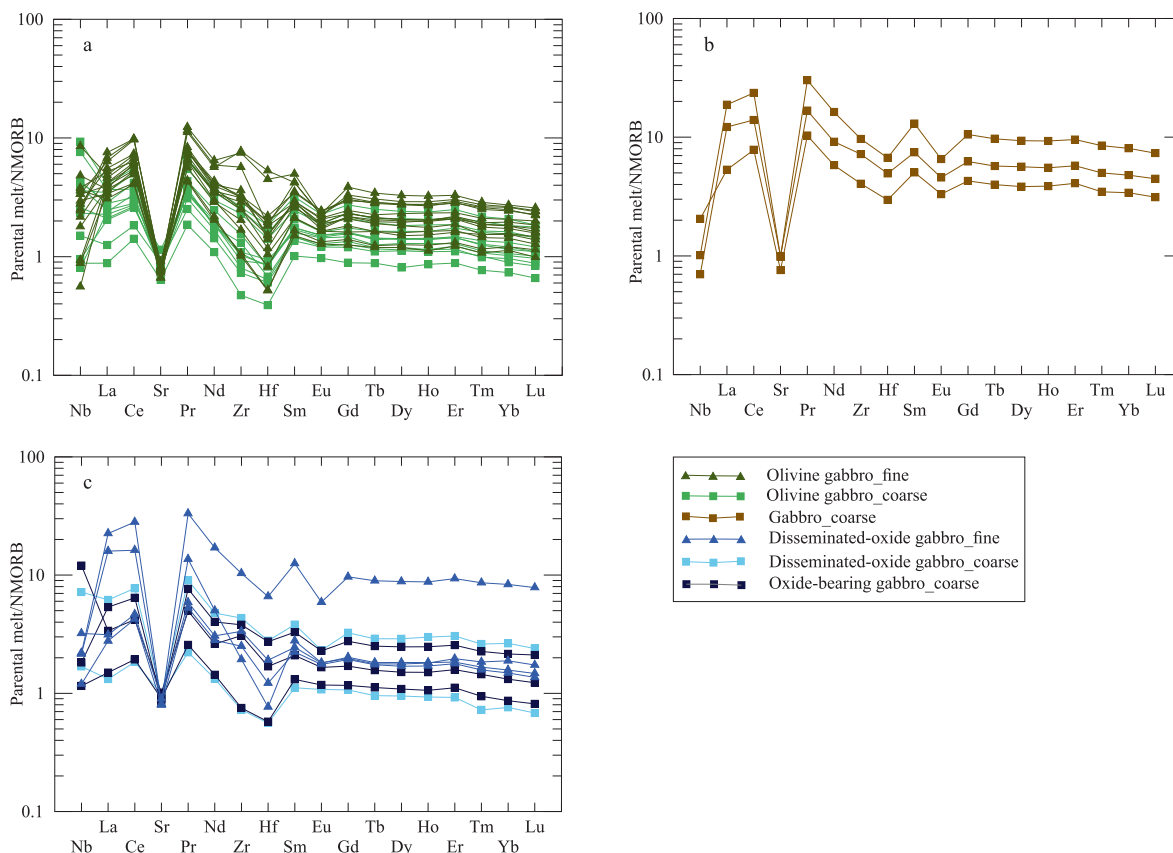 100
a
10
1
0.1
Parental melt/NMORB
La Sr Nd Hf Eu Tb Ho Tm Lu
Nb Ce Pr Zr Sm Gd Dy Er Yb
100
b
10
1
0.1
Parental melt/NMORB
La Sr Nd Hf Eu Tb Ho Tm Lu
Nb Ce Pr Zr Sm Gd Dy Er Yb
100
c
10
1
0.1
Parental melt/NMORB
La Sr Nd Hf Eu Tb Ho Tm Lu
Nb Ce Pr Zr Sm Gd Dy Er Yb
Olivine gabbro_fine
Olivine gabbro_coarse
Gabbro_coarse
Disseminated-oxide gabbro_fine
Disseminated-oxide gabbro_coarse
Oxide-bearing gabbro_coarse